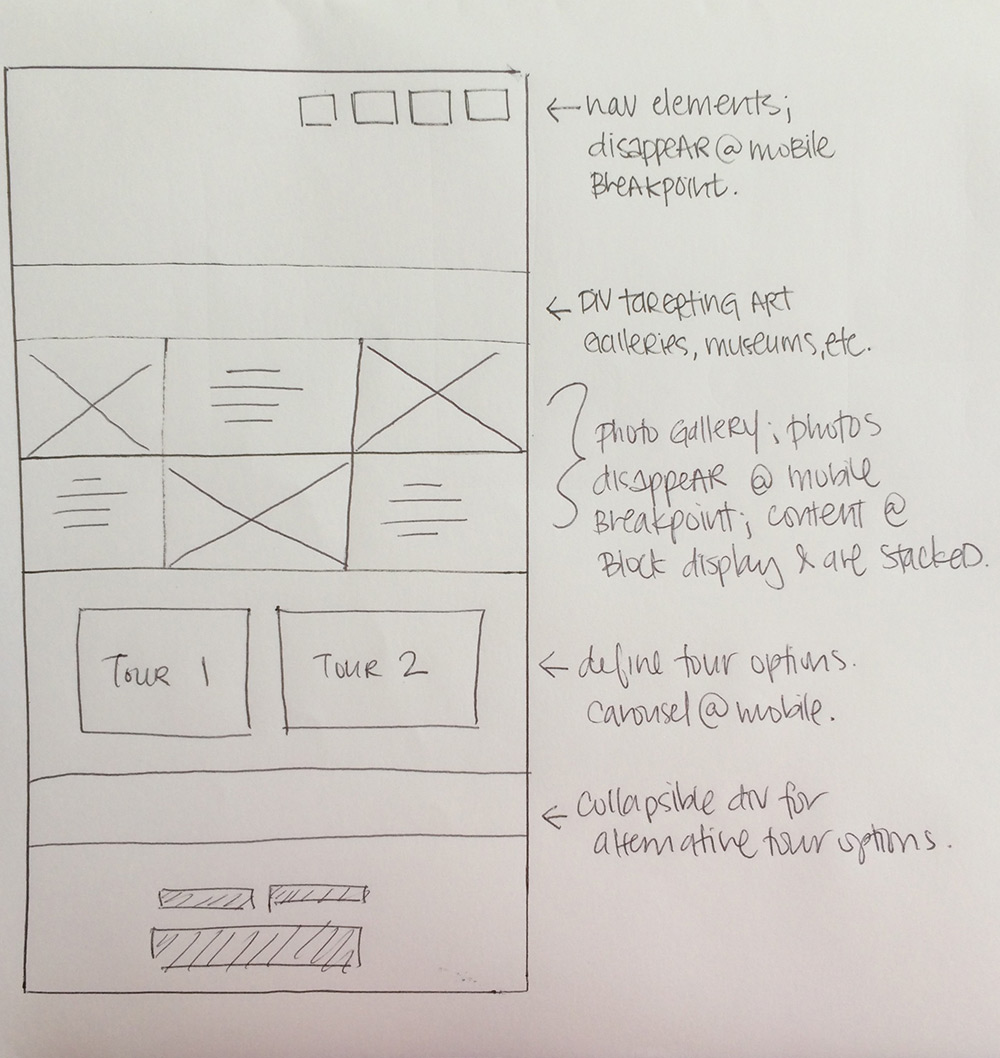 ←nav elements;
disappear@mobile
Breakpoint.
← Div targeting Art
Galleries, museums, etc.
photo Gallery; photos
disappear @ mobile
Breakpoint; content @
Block display & are stacked.
Tour 1
Tour 2
← define tour options.
carousel@mobile.
← collapsible div for
alternative tour options.